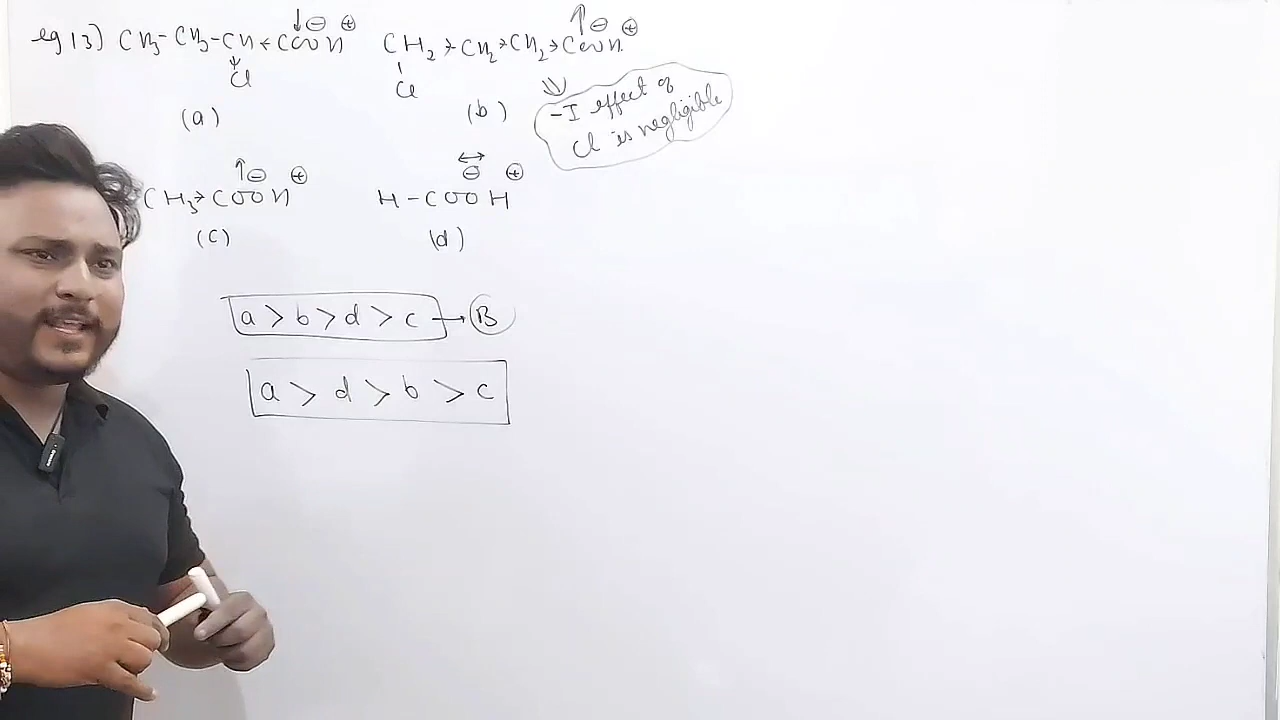 eg 13) CH3-CH2-CH-COOH ⊖ ⊕
Cl
(a)
CH2-CH2-CH2-COOH ⊖ ⊕
Cl
(b)
-I effect of
Cl is negligible
CH3-COOH ⊖ ⊕
(c)
H-COOH ⊖ ⊕
(d)
a > b > d > c → B
a > d > b > c